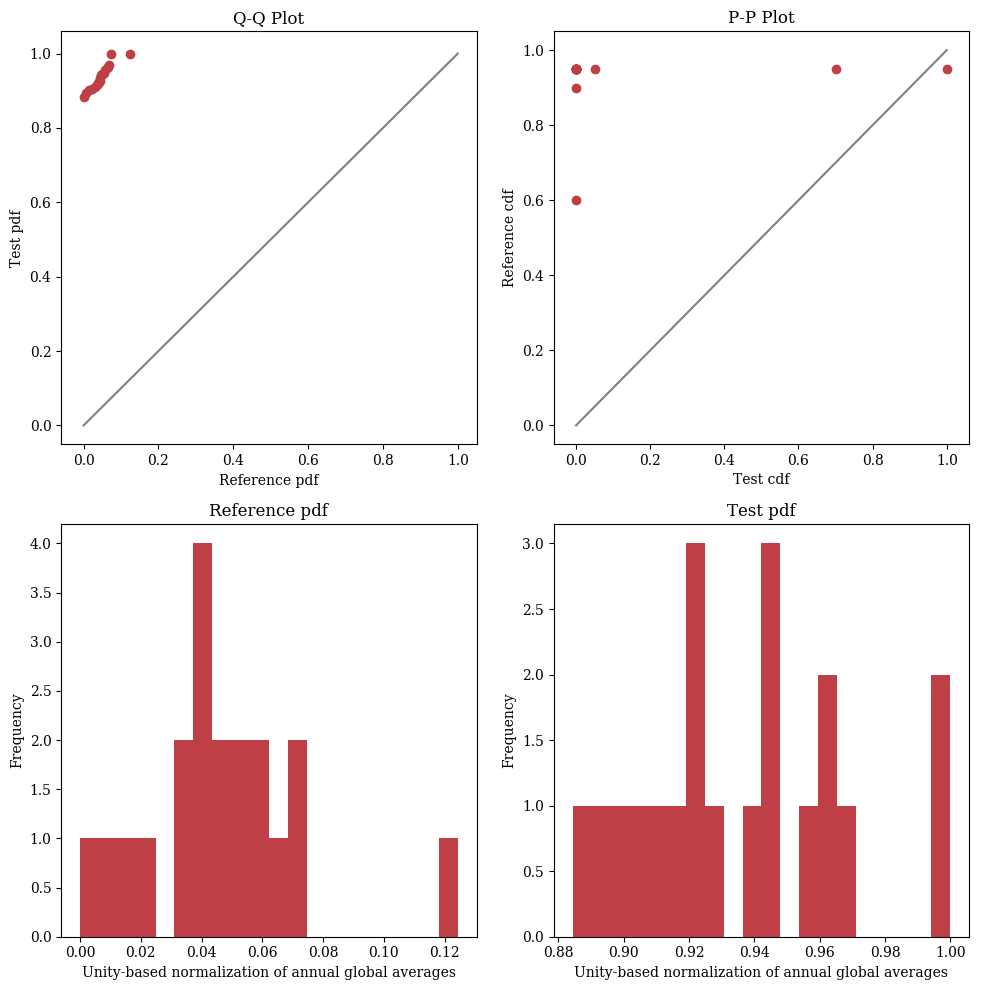 Q-Q Plot
1.0
0.8
0.6
0.4
0.2
0.0
Test pdf
0.0 0.2 0.4 0.6 0.8 1.0
Reference pdf
P-P Plot
1.0
0.8
0.6
0.4
0.2
0.0
Reference cdf
0.0 0.2 0.4 0.6 0.8 1.0
Test cdf
Reference pdf
4.0
3.5
3.0
2.5
2.0
1.5
1.0
0.5
0.0
Frequency
0.00 0.02 0.04 0.06 0.08 0.10 0.12
Unity-based normalization of annual global averages
Test pdf
3.0
2.5
2.0
1.5
1.0
0.5
0.0
Frequency
0.88 0.90 0.92 0.94 0.96 0.98 1.00
Unity-based normalization of annual global averages